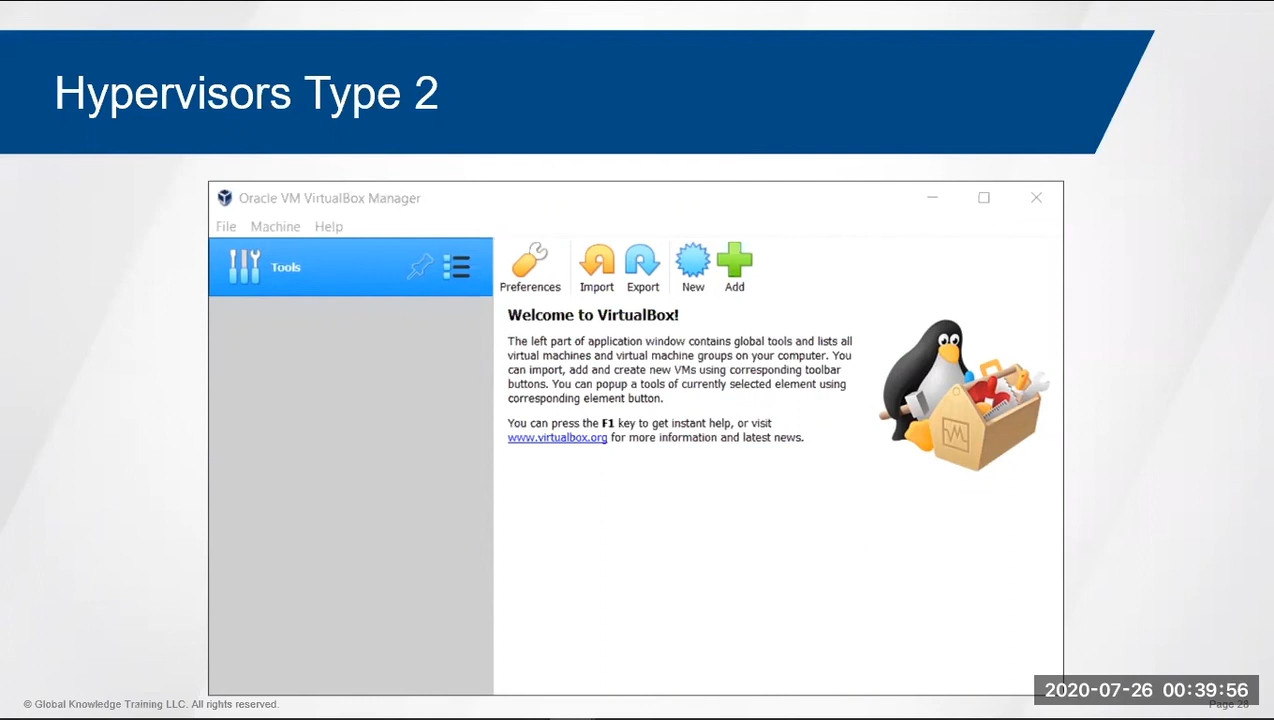 Hypervisors Type 2
Oracle VM VirtualBox Manager
File Machine Help
Tools
Preferences Import Export New Add
Welcome to VirtualBox!
The left part of application window contains global tools and lists all
virtual machines and virtual machine groups on your computer. You
can import, add and create new VMs using corresponding toolbar
buttons. You can popup a tools of currently selected element using
corresponding element button.
You can press the F1 key to get instant help, or visit
www.virtualbox.org for more information and latest news.
2020-07-26 00:39:56
© Global Knowledge Training LLC. All rights reserved.
Page 28